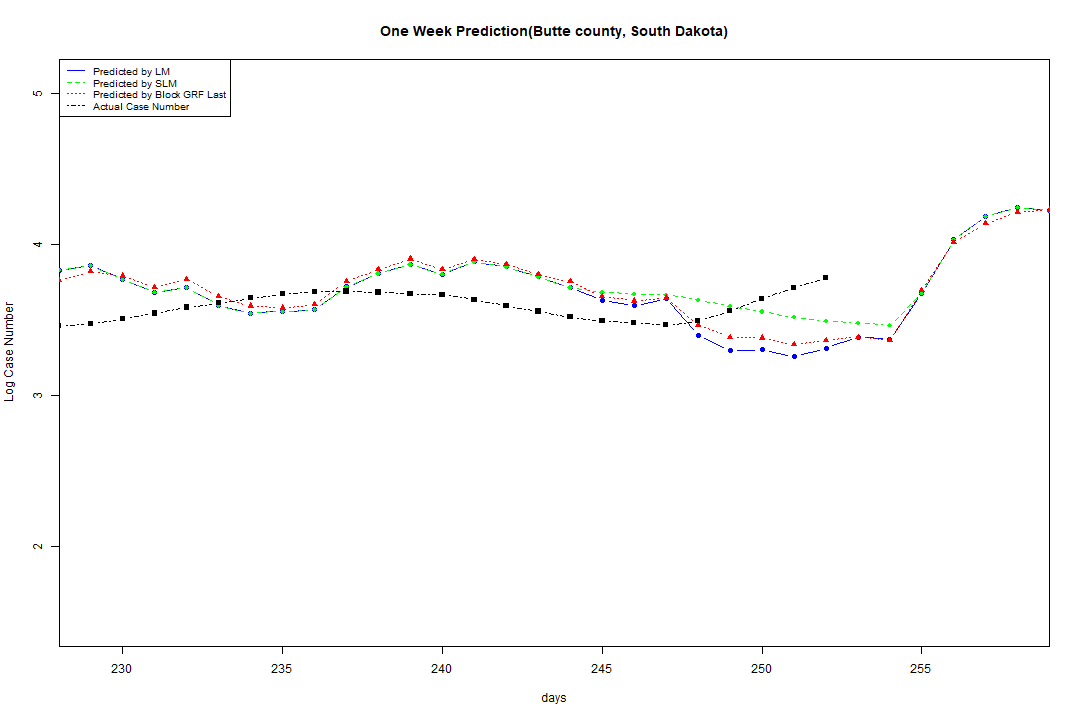 One Week Prediction(Butte county, South Dakota)
Predicted by LM
Predicted by SLM
Predicted by Block GRF Last
Actual Case Number
5
4
3
2
Log Case Number
230 235 240 245 250 255
days